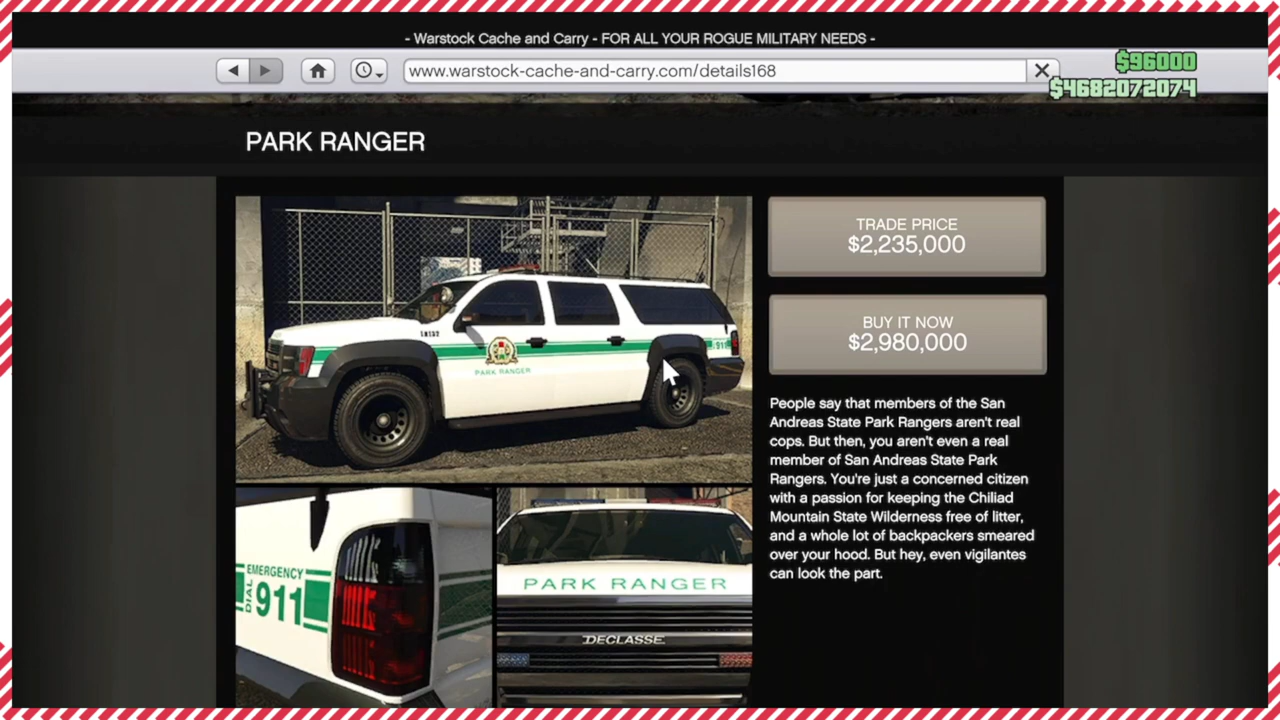 - Warstock Cache and Carry - FOR ALL YOUR ROGUE MILITARY NEEDS -
www.warstock-cache-and-carry.com/details168
$96000
$4682072074
PARK RANGER
TRADE PRICE
$2,235,000
BUY IT NOW
$2,980,000
People say that members of the San
Andreas State Park Rangers aren't real
cops. But then, you aren't even a real
member of San Andreas State Park
Rangers. You're just a concerned citizen
with a passion for keeping the Chiliad
Mountain State Wilderness free of litter,
and a whole lot of backpackers smeared
over your hood. But hey, even vigilantes
can look the part.
PARK RANGER
911
EMERGENCY
DIAL
911
PARK RANGER
DECLASSE